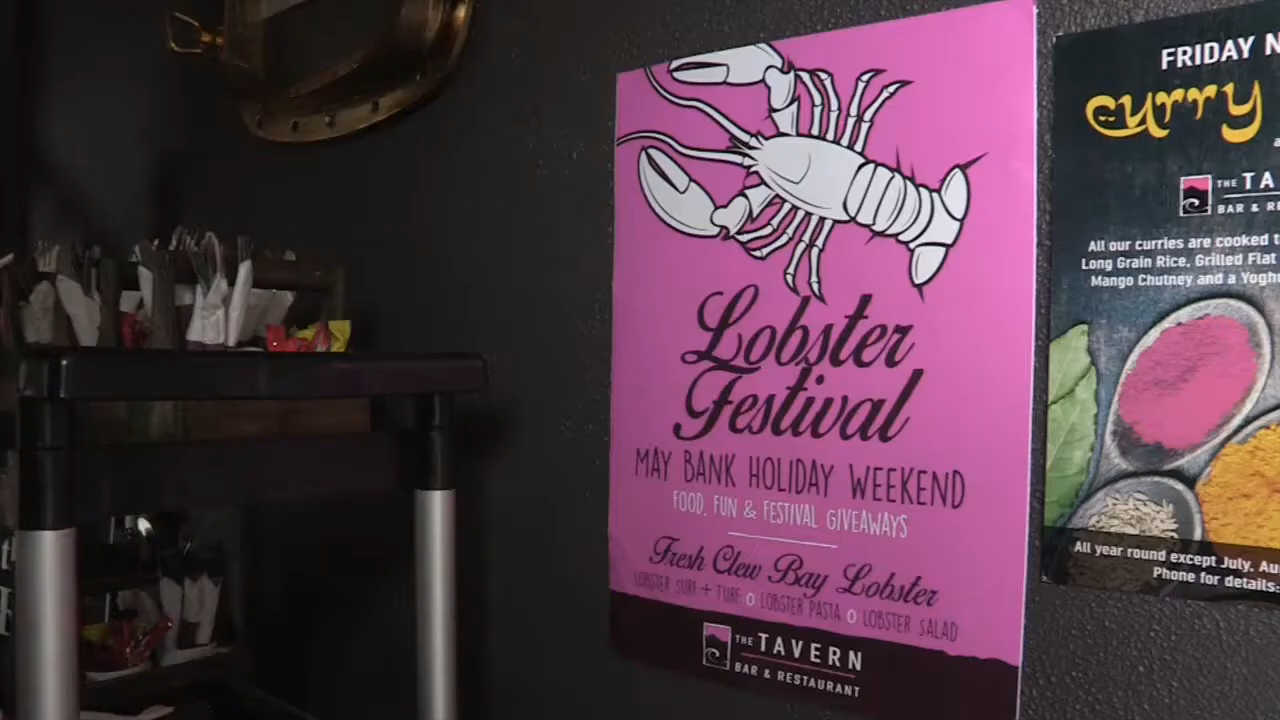 Lobster
Festival
MAY BANK HOLIDAY WEEKEND
FOOD, FUN & FESTIVAL GIVEAWAYS
Fresh Clew Bay Lobster
LOBSTER SURF + TURF O LOBSTER PASTA O LOBSTER SALAD
THE TAVERN
BAR & RESTAURANT
FRIDAY N
curry
THE TA
BAR & RE
All our curries are cooked t
Long Grain Rice, Grilled Flat
Mango Chutney and a Yoghu
All year round except July, Au
Phone for details: